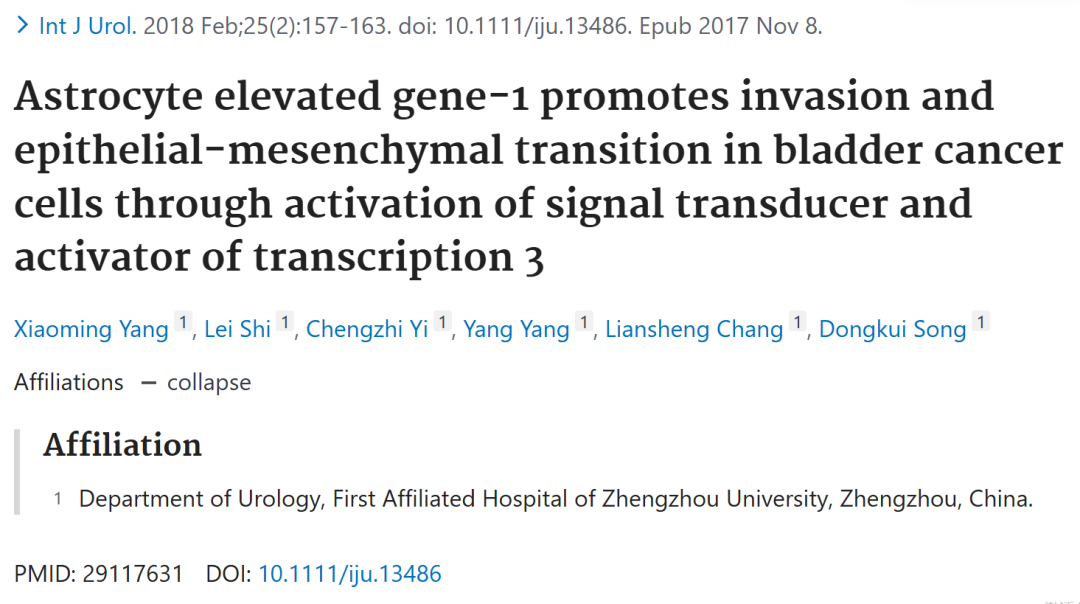 Int J Urol. 2018 Feb;25(2):157-163. doi: 10.1111/iju.13486. Epub 2017 Nov 8.
Astrocyte elevated gene-1 promotes invasion and
epithelial-mesenchymal transition in bladder cancer
cells through activation of signal transducer and
activator of transcription 3
Xiaoming Yang 1, Lei Shi 1, Chengzhi Yi 1, Yang Yang 1, Liansheng Chang 1, Dongkui Song 1
Affiliations — collapse
Affiliation
1 Department of Urology, First Affiliated Hospital of Zhengzhou University, Zhengzhou, China.
PMID: 29117631 DOI: 10.1111/iju.13486